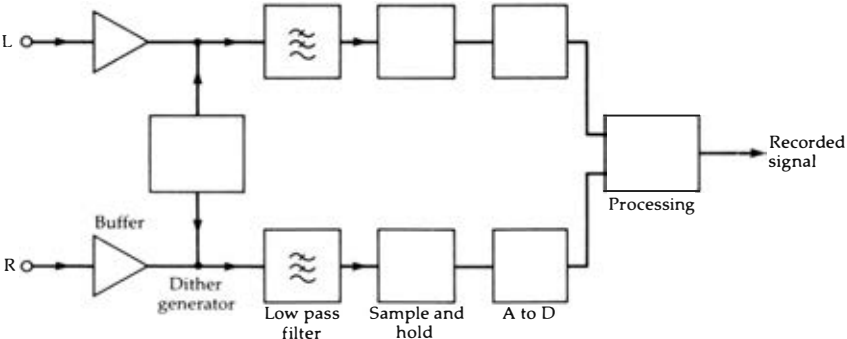 L
Recorded
signal
Processing
Buffer
R
Dither
generator
Low pass
filter
Sample and
hold
A to D